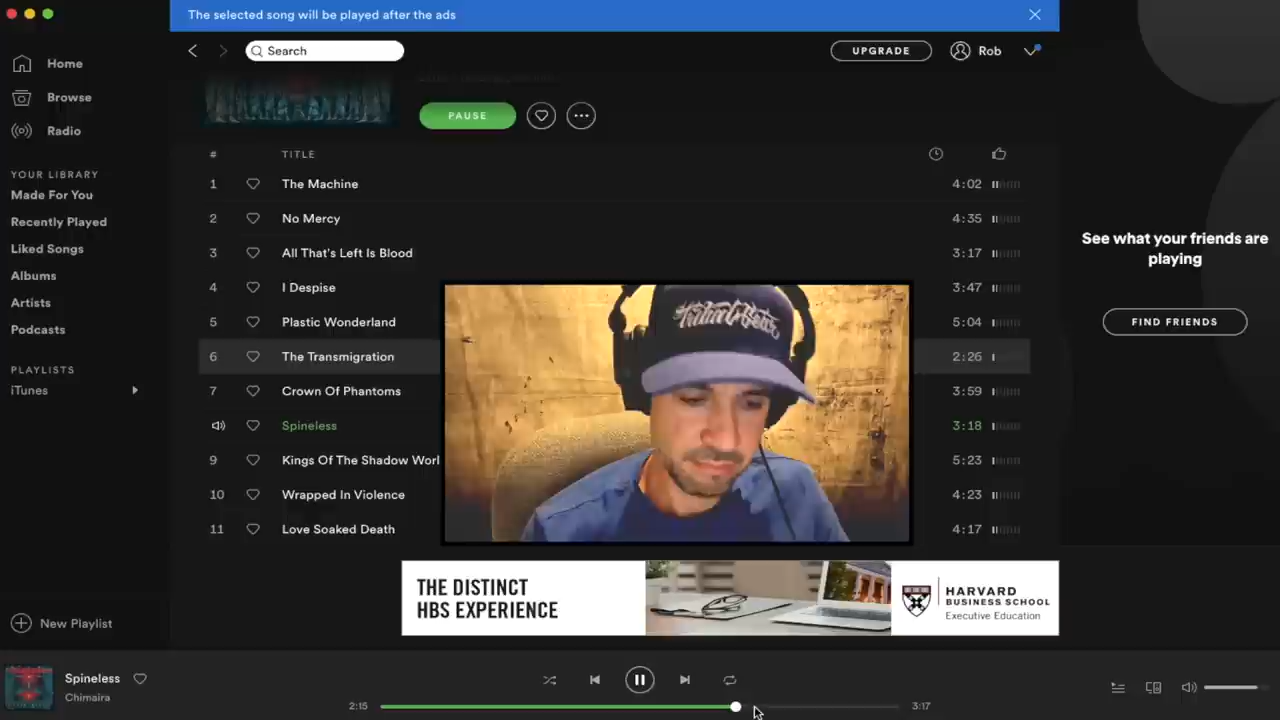 The selected song will be played after the ads
Search
UPGRADE
Rob
Home
Browse
Radio
YOUR LIBRARY
Made For You
Recently Played
Liked Songs
Albums
Artists
Podcasts
PLAYLISTS
iTunes
New Playlist
PAUSE
# TITLE
1 The Machine 4:02
2 No Mercy 4:35
3 All That's Left Is Blood 3:17
4 I Despise 3:47
5 Plastic Wonderland 5:04
6 The Transmigration 2:26
7 Crown Of Phantoms 3:59
Spineless 3:18
9 Kings Of The Shadow Worl 5:23
10 Wrapped In Violence 4:23
11 Love Soaked Death 4:17
See what your friends are
playing
FIND FRIENDS
THE DISTINCT
HBS EXPERIENCE
HARVARD
BUSINESS SCHOOL
Executive Education
Spineless
Chimaira
2:15
3:17